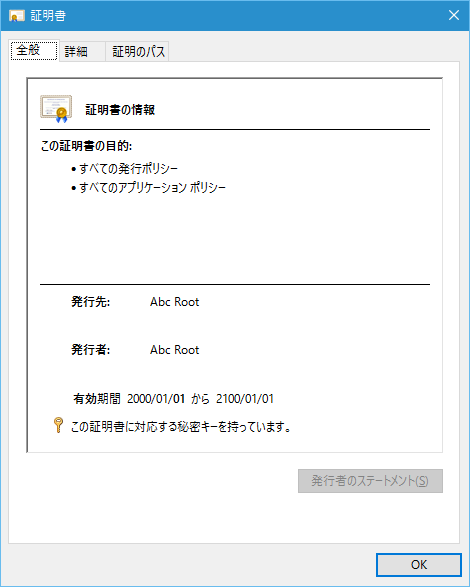 証明書
全般 詳細 証明のパス
証明書の情報
この証明書の目的:
• すべての発行ポリシー
• すべてのアプリケーション ポリシー
発行先: Abc Root
発行者: Abc Root
有効期間 2000/01/01 から 2100/01/01
この証明書に対応する秘密キーを持っています。
発行者のステートメント(S)
OK